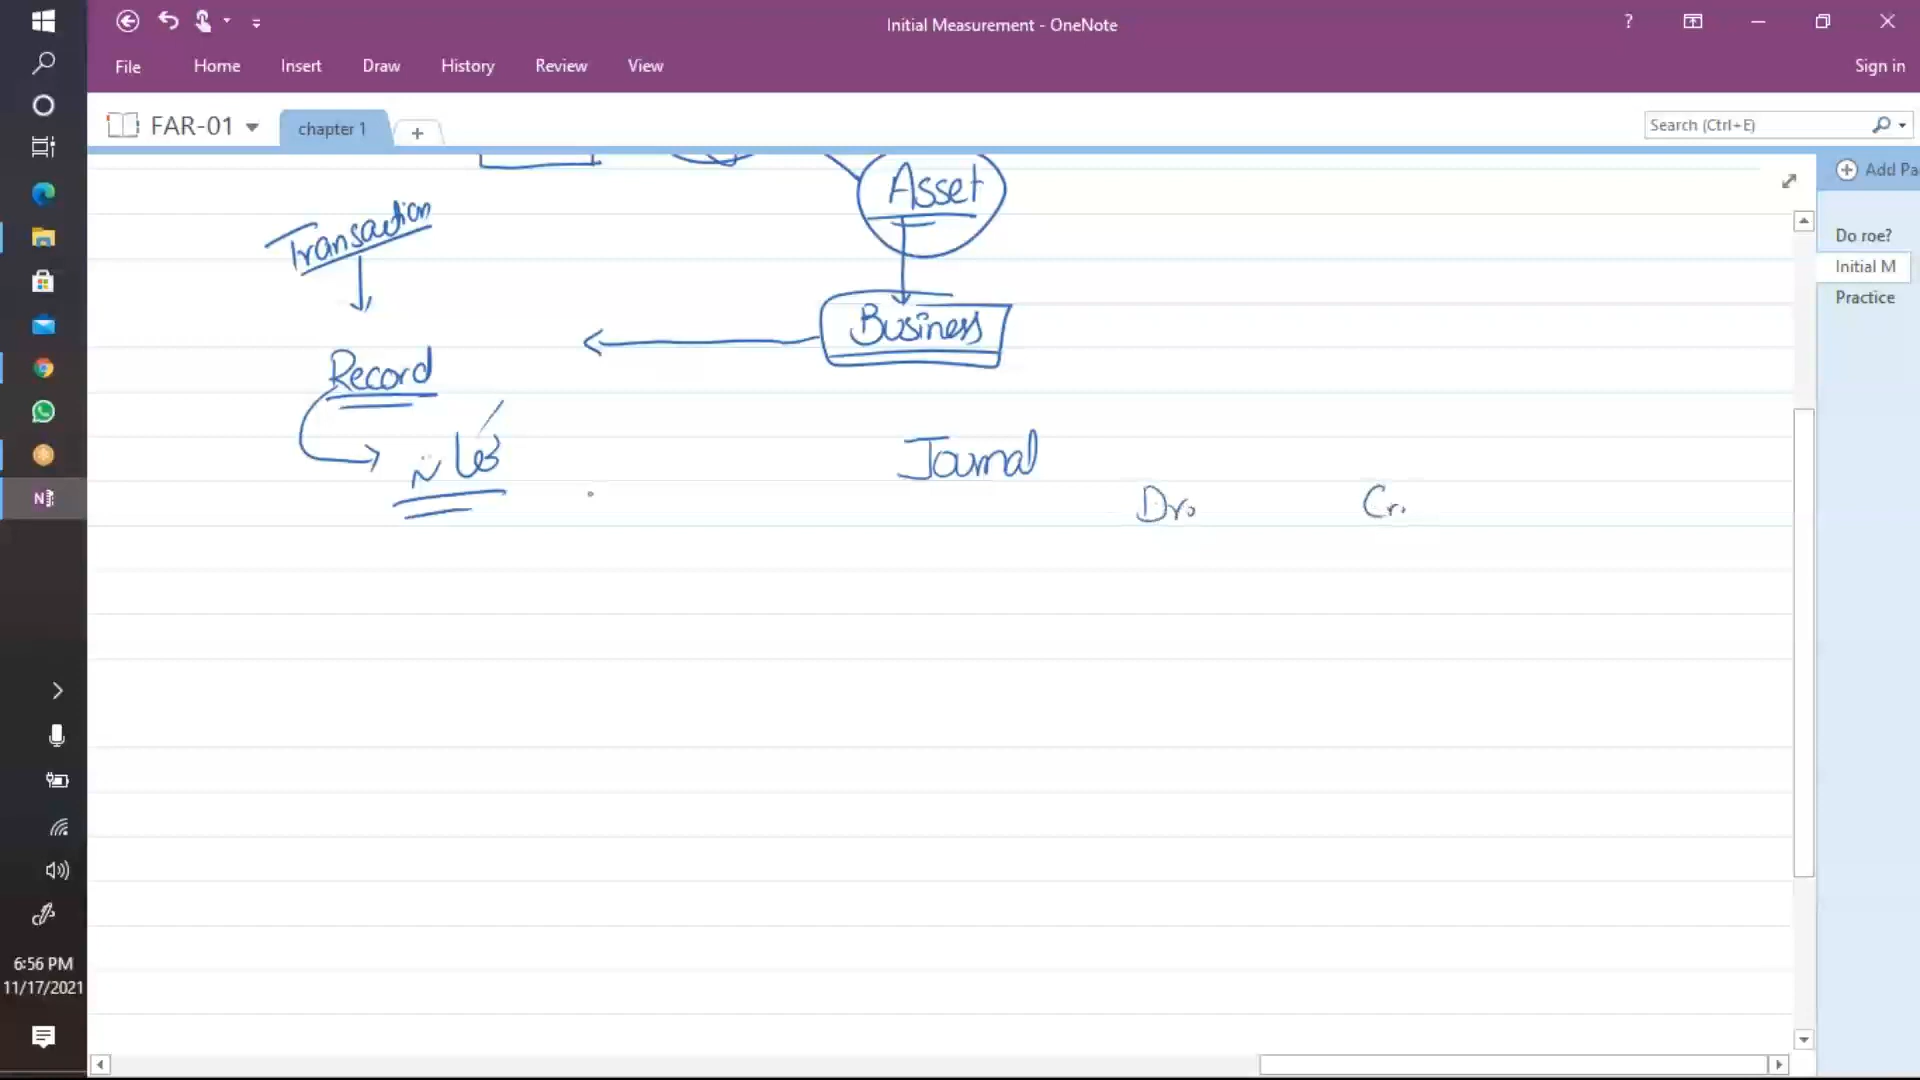 Initial Measurement - OneNote
?
File Home Insert Draw History Review View
Sign in
FAR-01
chapter 1
+
Search (Ctrl+E)
Add Pa
Do roe?
Initial M
Practice
Asset
Transaction
Business
Record
Journal
Dr. Cr.
6:56 PM
11/17/2021